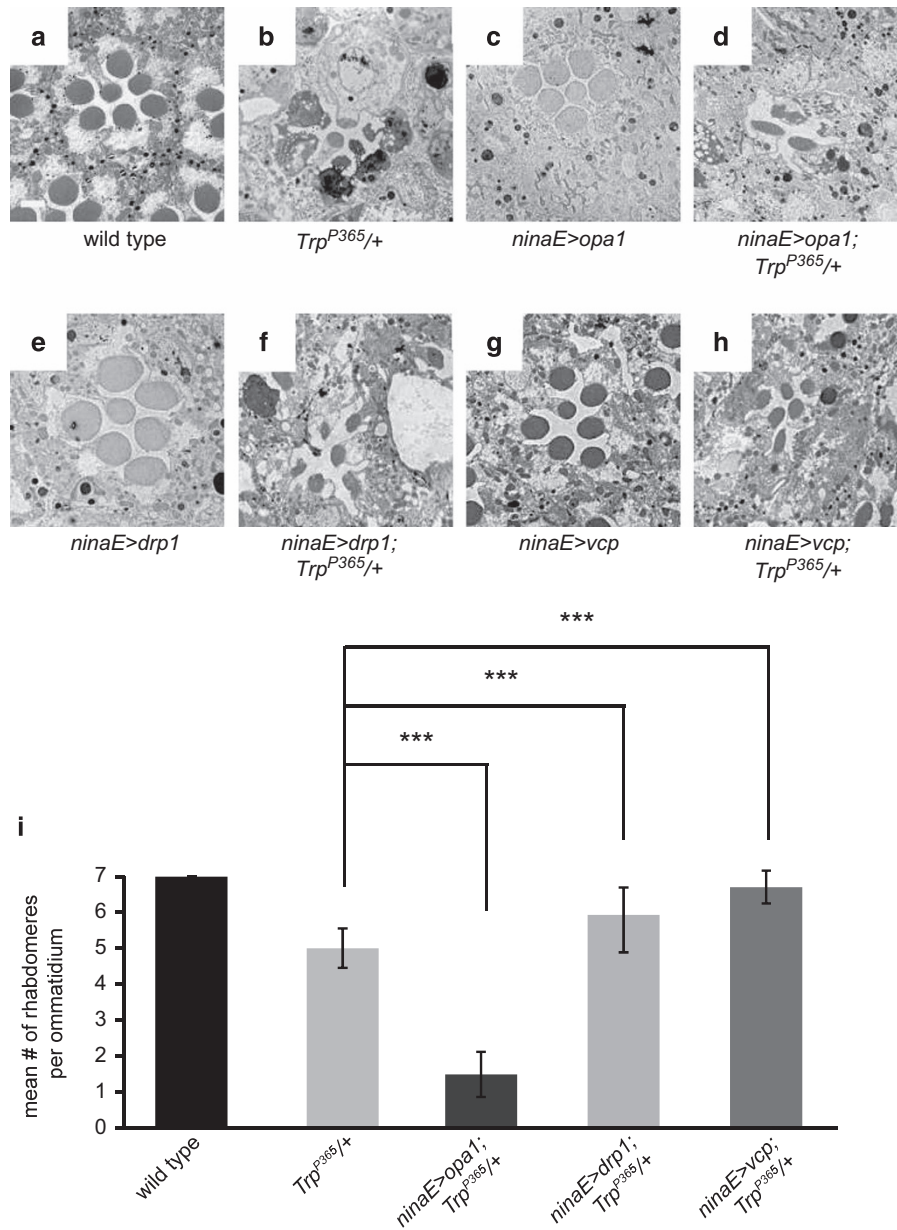 a
b
c
d
wild type
Trp^P365/+
ninaE>opa1
ninaE>opa1;
Trp^P365/+
e
f
g
h
ninaE>drp1
ninaE>drp1;
Trp^P365/+
ninaE>vcp
ninaE>vcp;
Trp^P365/+
***
***
***
i
mean # of rhabdomeres
per ommatidium
7
6
5
4
3
2
1
0
wild type
Trp^P365/+
ninaE>opa1;
Trp^P365/+
ninaE>drp1;
Trp^P365/+
ninaE>vcp;
Trp^P365/+